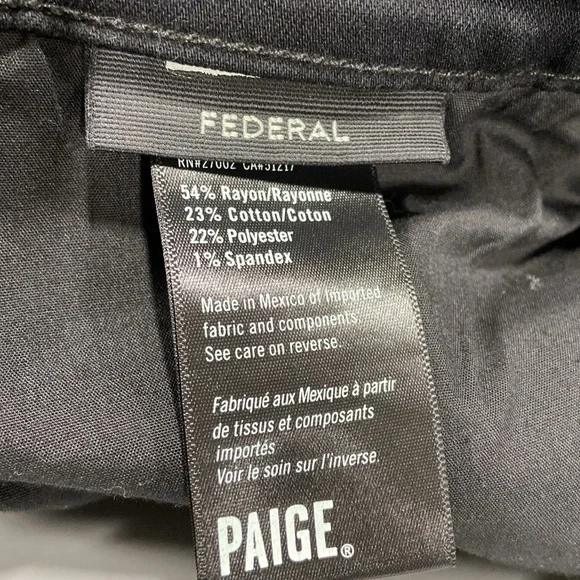 FEDERAL
RN#27002 CA#51217
54% Rayon/Rayonne
23% Cotton/Coton
22% Polyester
1% Spandex
Made in Mexico of Imported
fabric and components.
See care on reverse.
Fabriqué aux Mexique à partir
de tissus et composants
importés
Voir le soin sur l'inverse.
PAIGE®